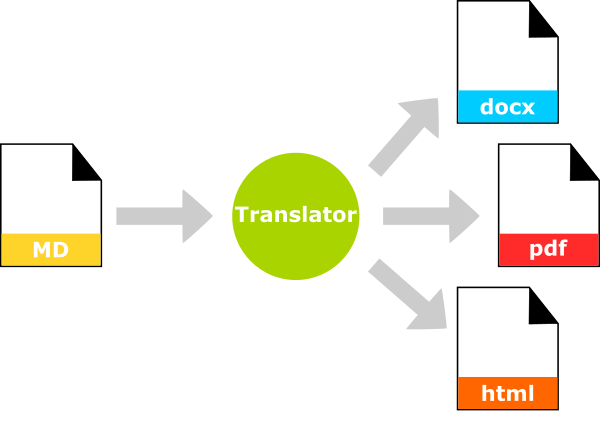 MD
Translator
docx
pdf
html